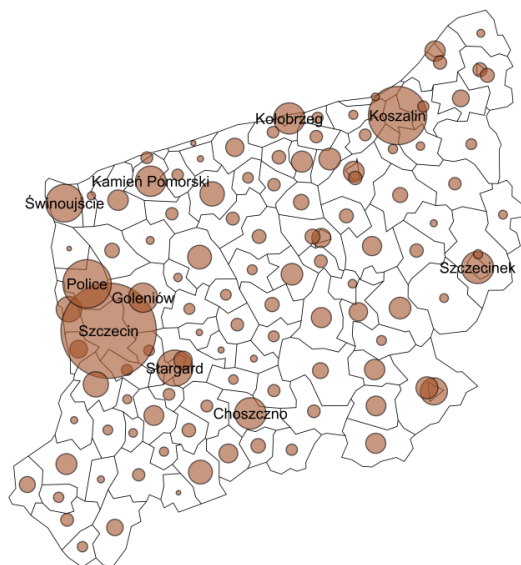 Koszalin
Kołobrzeg
Kamień Pomorski
Świnoujście
Szczecinek
Police
Goleniów
Szczecin
Stargard
Choszczno